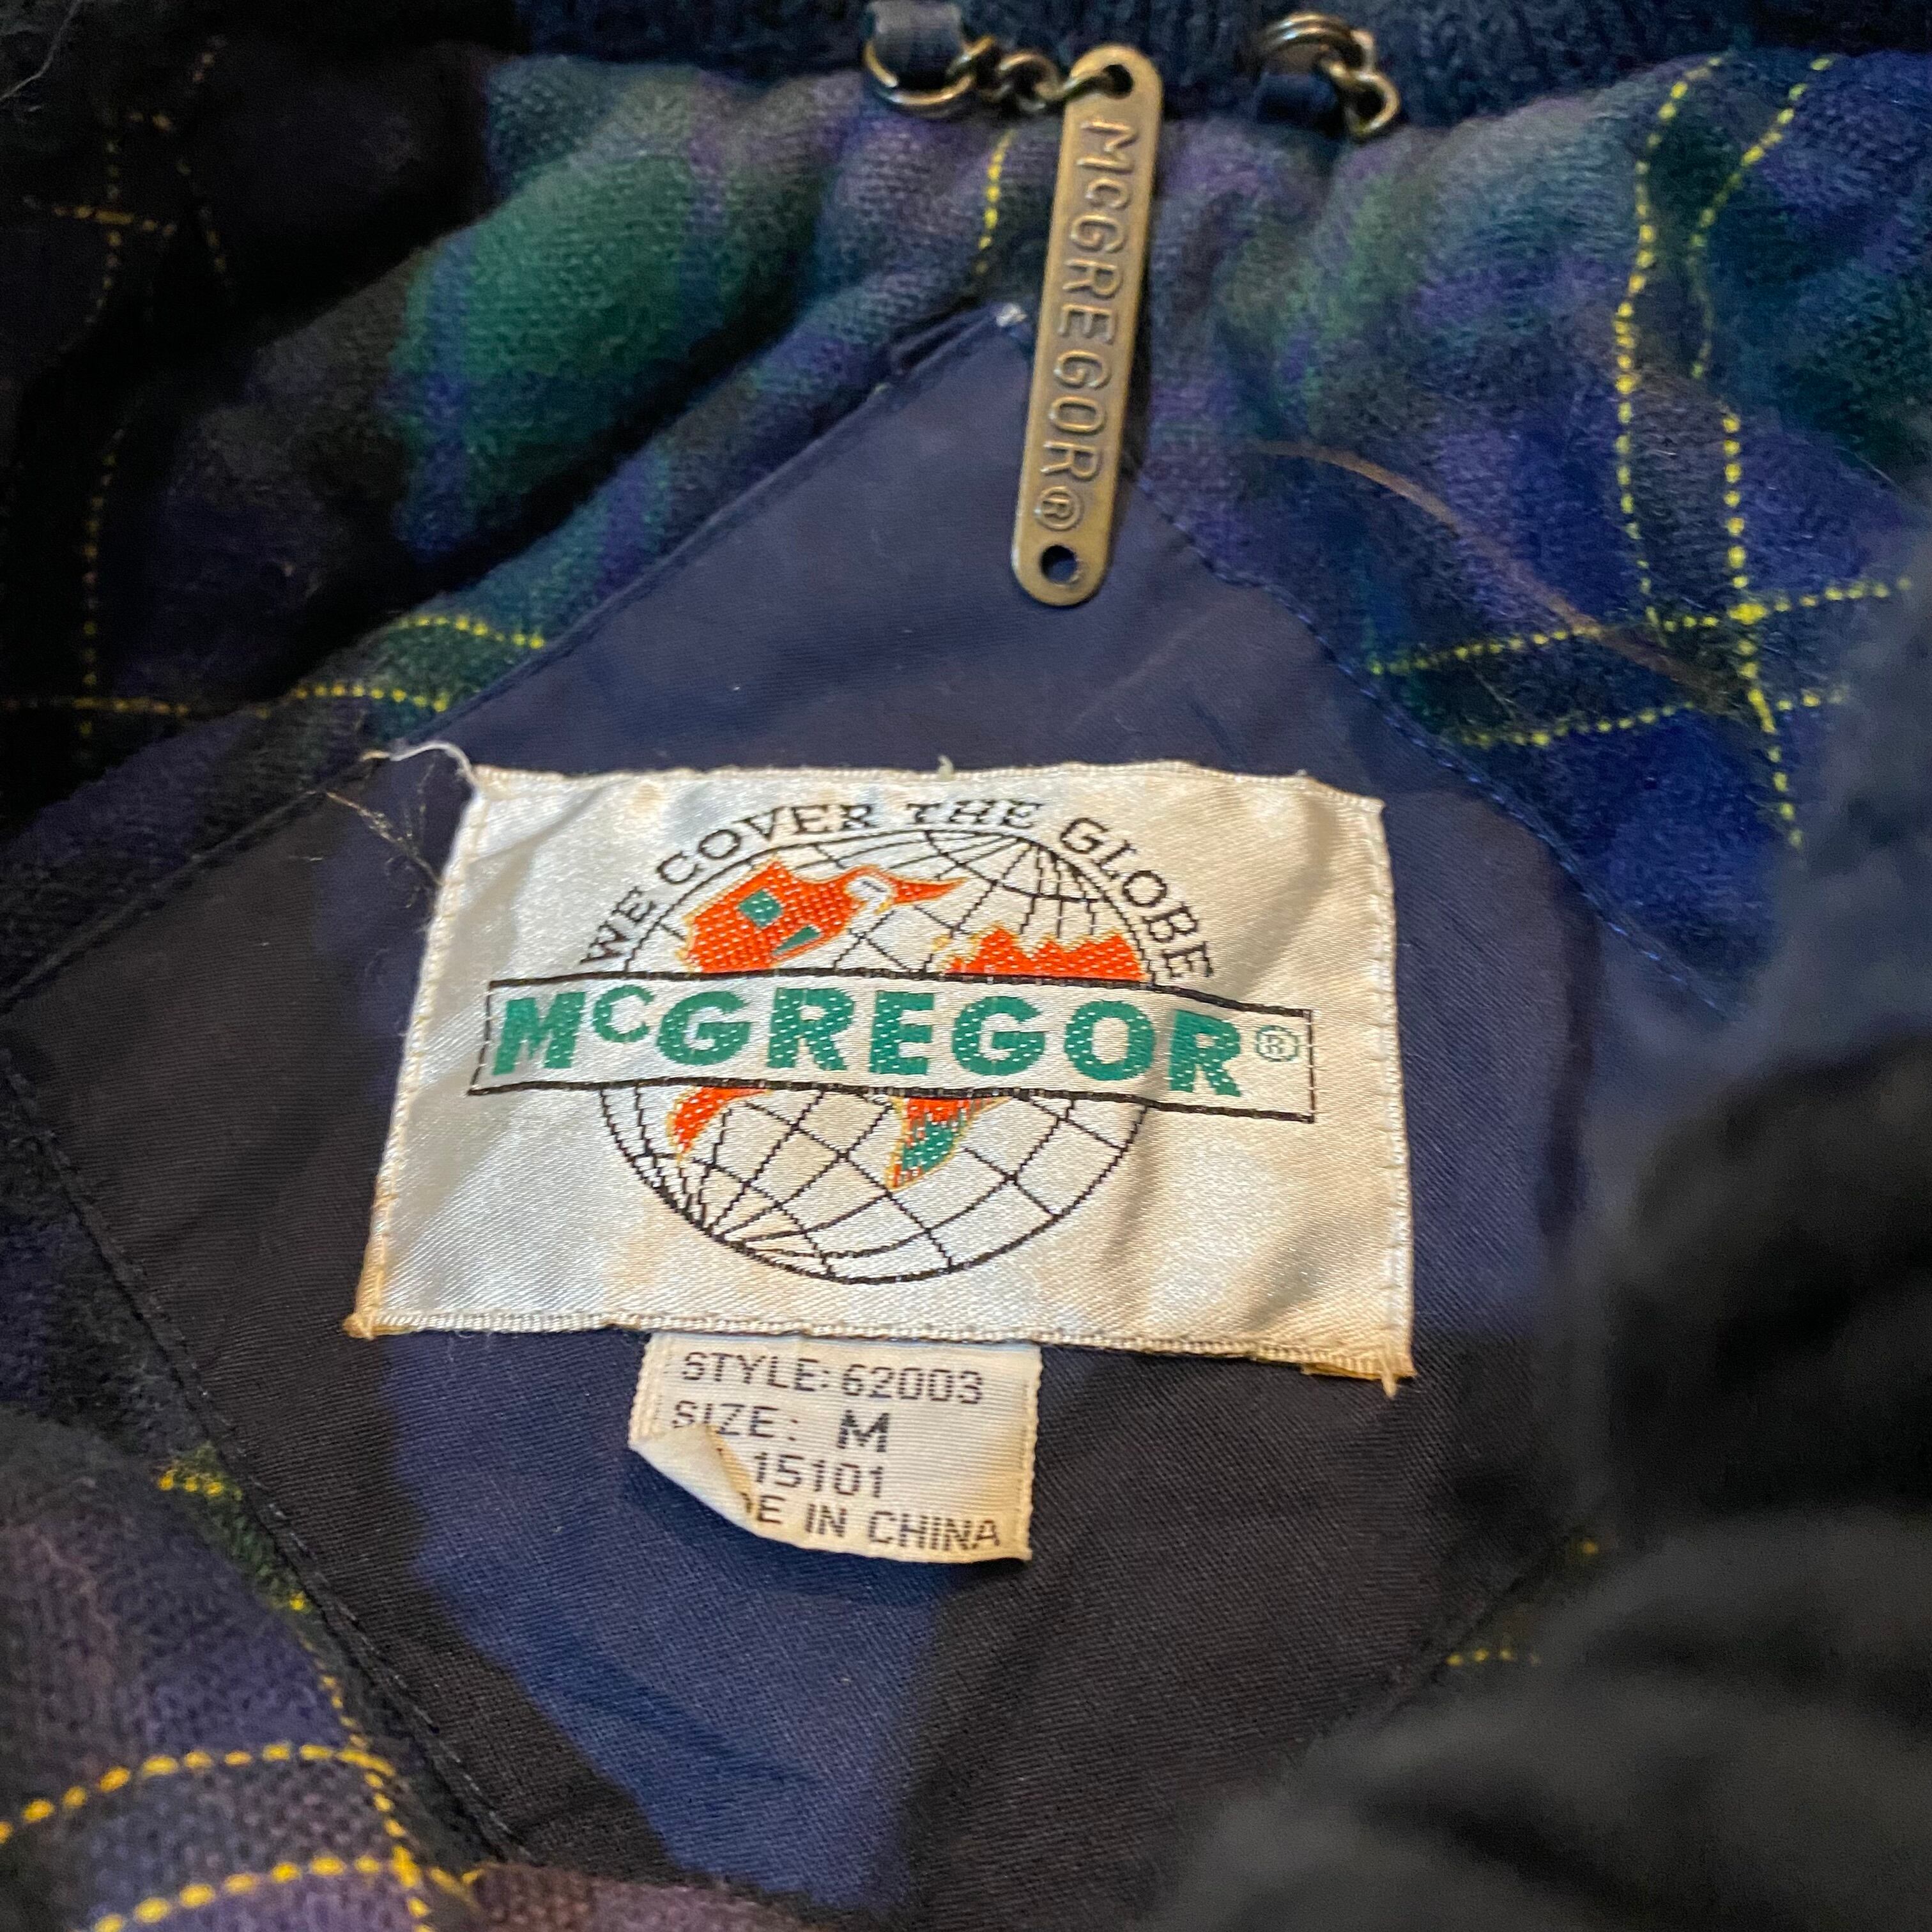 McGREGOR®
WE COVER THE GLOBE
McGREGOR®
STYLE: 62003
SIZE: M
15101
DE IN CHINA